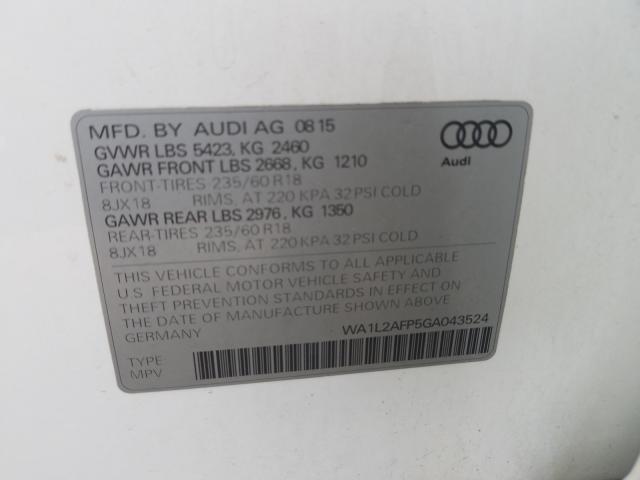 MFD. BY AUDI AG 08 15
GVWR LBS 5423, KG 2460
GAWR FRONT LBS 2668, KG 1210
FRONT-TIRES 235/60 R18
8JX18 RIMS, AT 220 KPA 32 PSI COLD
GAWR REAR LBS 2976, KG 1350
REAR-TIRES 235/60 R18
8JX18 RIMS, AT 220 KPA 32 PSI COLD
Audi
THIS VEHICLE CONFORMS TO ALL APPLICABLE
U S FEDERAL MOTOR VEHICLE SAFETY AND
THEFT PREVENTION STANDARDS IN EFFECT ON
THE DATE OF MANUFACTURE SHOWN ABOVE
GERMANY
WA1L2AFP5GA043524
TYPE
MPV